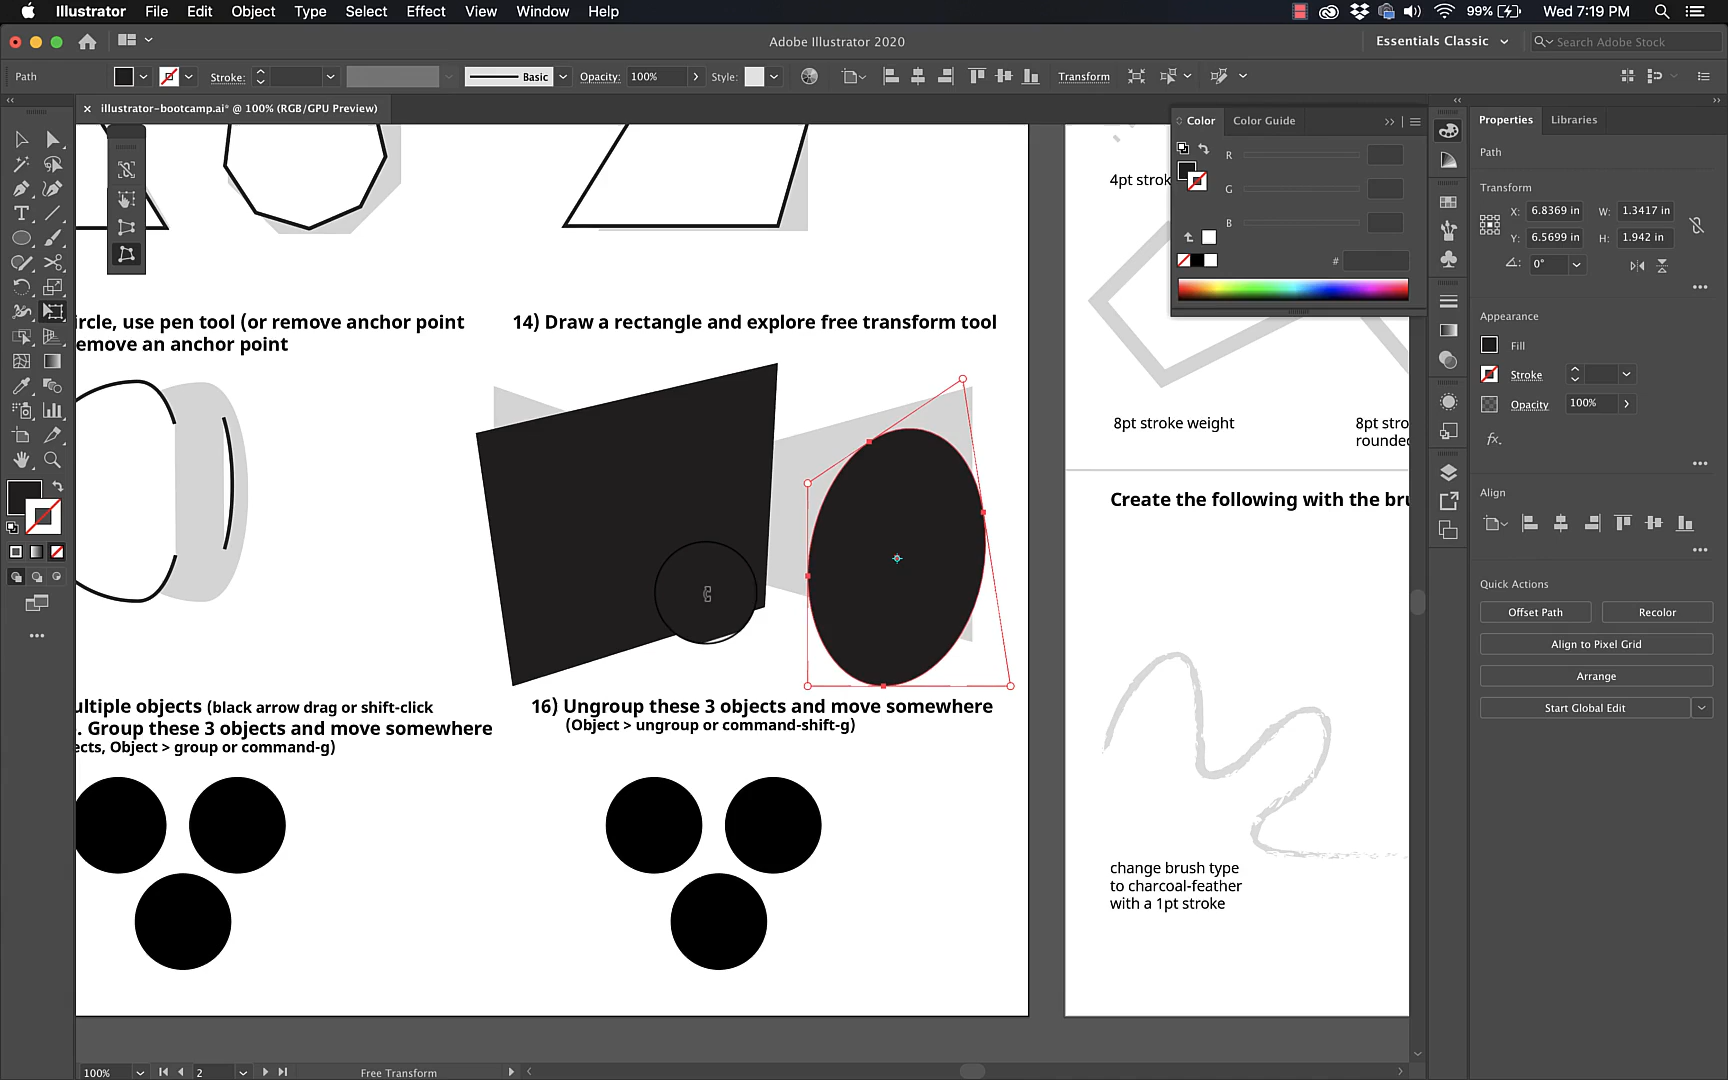 Illustrator File Edit Object Type Select Effect View Window Help
99% Wed 7:19 PM
Adobe Illustrator 2020
Essentials Classic
Search Adobe Stock
Path
Stroke:
Basic
Opacity: 100%
Style:
Transform
× illustrator-bootcamp.ai* @ 100% (RGB/GPU Preview)
Color Color Guide
R
G
B
#
Properties Libraries
Path
Transform
X: 6.8369 in W: 1.3417 in
Y: 6.5699 in H: 1.942 in
0°
Appearance
Fill
Stroke
Opacity 100%
fx.
Align
Quick Actions
Offset Path Recolor
Align to Pixel Grid
Arrange
Start Global Edit
ircle, use pen tool (or remove anchor point
emove an anchor point
14) Draw a rectangle and explore free transform tool
ultiple objects (black arrow drag or shift-click
. Group these 3 objects and move somewhere
ects, Object > group or command-g)
16) Ungroup these 3 objects and move somewhere
(Object > ungroup or command-shift-g)
4pt strok
8pt stroke weight
8pt stro
rounded
Create the following with the bru
change brush type
to charcoal-feather
with a 1pt stroke
100% 2 Free Transform